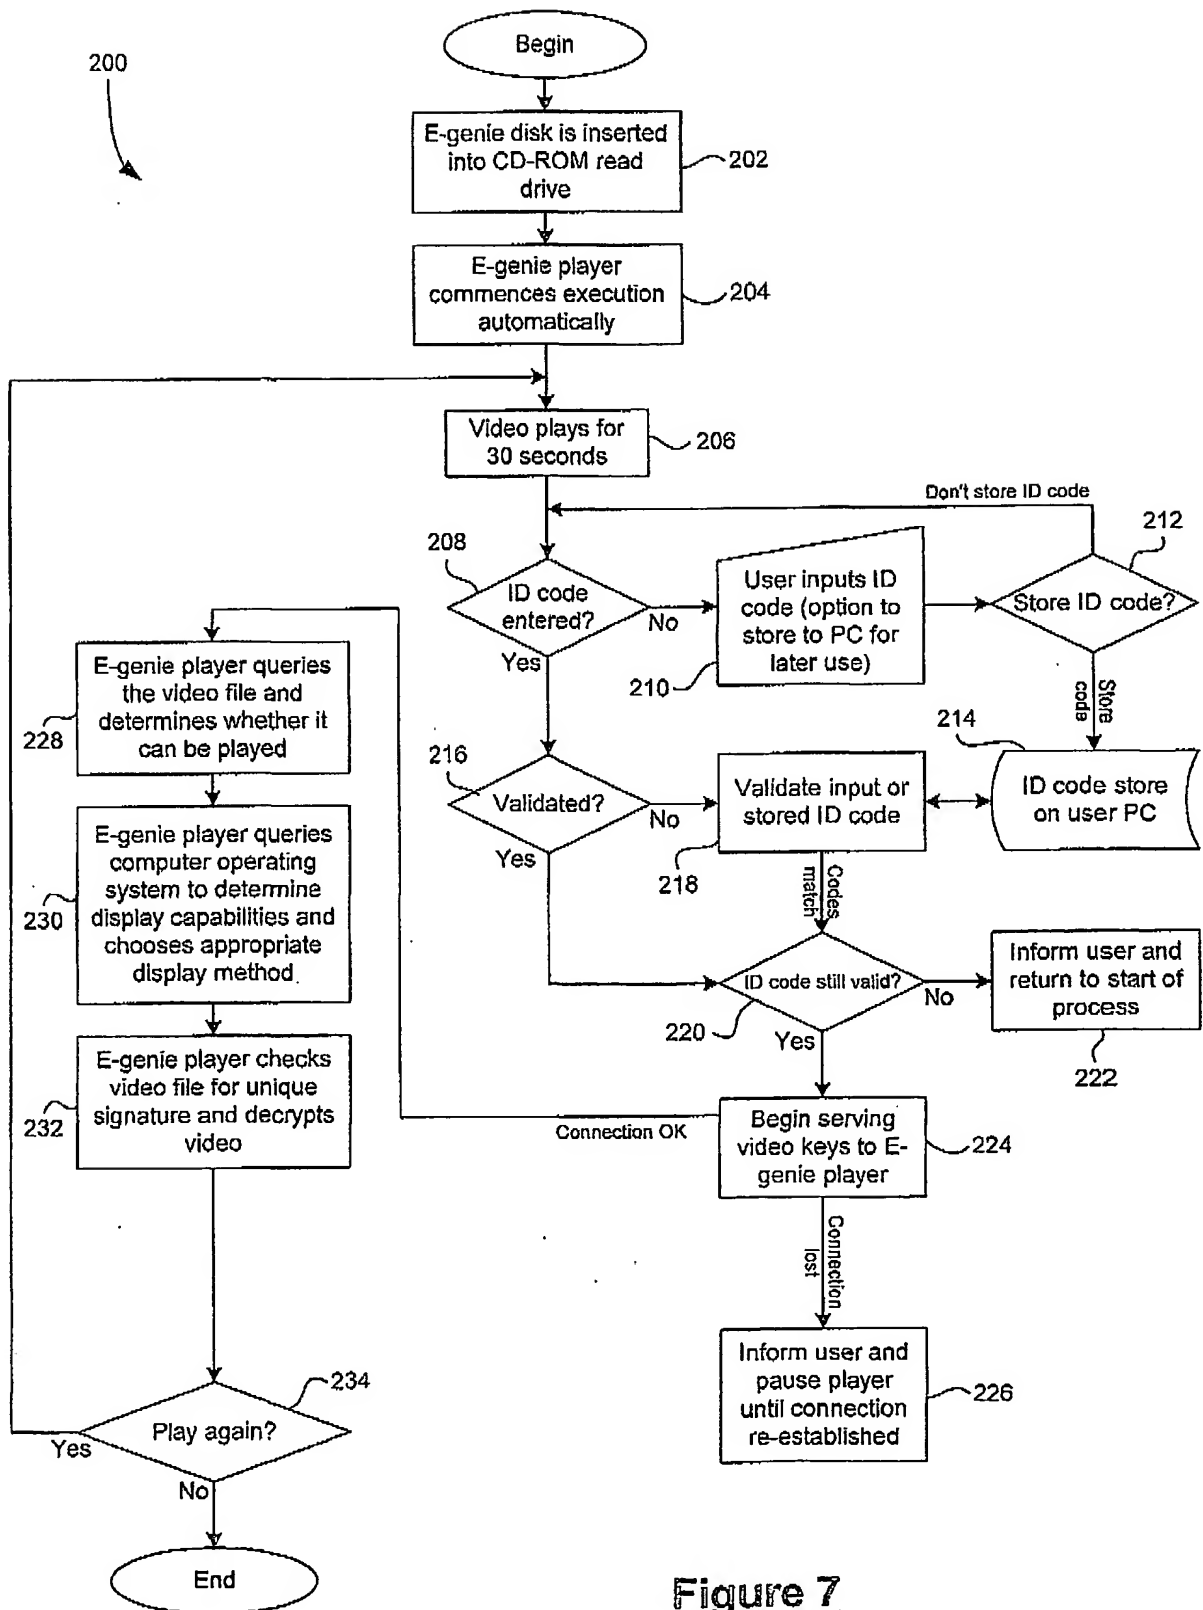 Begin
200
E-genie disk is inserted
into CD-ROM read
drive
202
E-genie player
commences execution
automatically
204
Video plays for
30 seconds
206
Don't store ID code
208
ID code
entered?
No
Yes
User inputs ID
code (option to
store to PC for
later use)
210
212
Store ID code?
Store
code
214
ID code store
on user PC
216
Validated?
No
Yes
Validate input or
stored ID code
218
Codes
match
ID code still valid?
220
No
Yes
Inform user and
return to start of
process
222
Begin serving
video keys to E-
genie player
224
Connection OK
Connection
lost
Inform user and
pause player
until connection
re-established
226
E-genie player queries
the video file and
determines whether it
can be played
228
E-genie player queries
computer operating
system to determine
display capabilities and
chooses appropriate
display method
230
E-genie player checks
video file for unique
signature and decrypts
video
232
234
Play again?
Yes
No
End
Figure 7